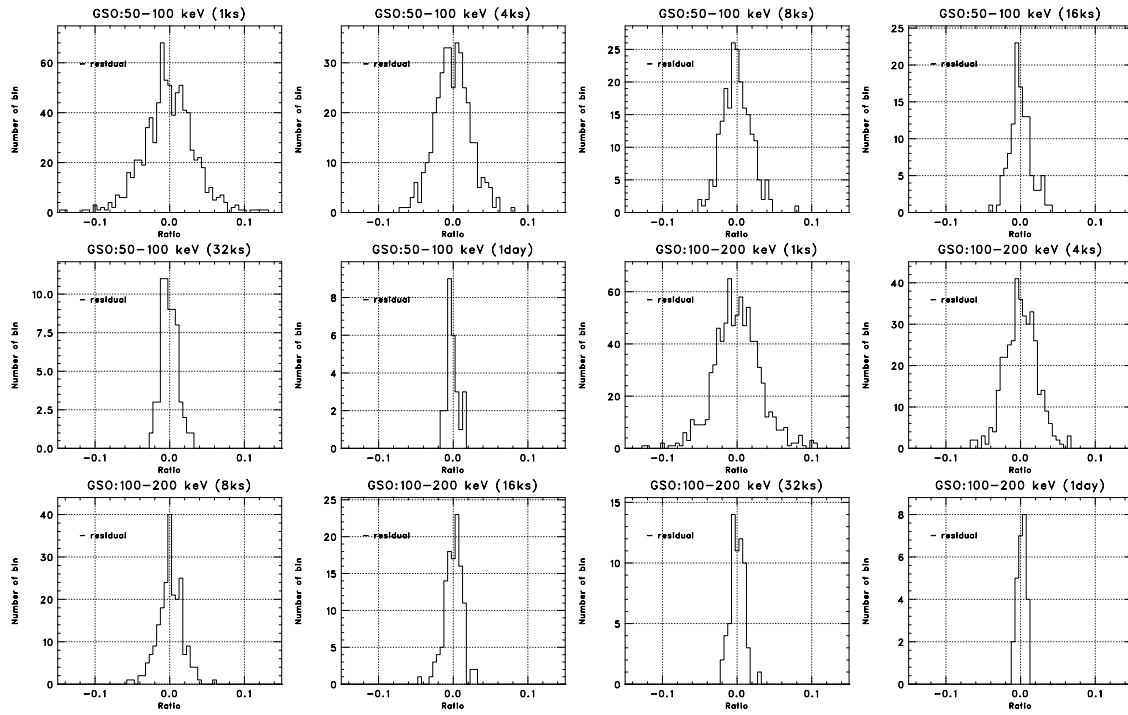 GSO:50-100 keV (1ks)
60
40
20
0
Number of bin
- residual
-0.1 0.0 0.1
Ratio
GSO:50-100 keV (4ks)
30
20
10
0
Number of bin
- residual
-0.1 0.0 0.1
Ratio
GSO:50-100 keV (8ks)
25
20
15
10
5
0
Number of bin
- residual
-0.1 0.0 0.1
Ratio
GSO:50-100 keV (16ks)
25
20
15
10
5
0
Number of bin
- residual
-0.1 0.0 0.1
Ratio
GSO:50-100 keV (32ks)
10.0
7.5
5.0
2.5
0.0
Number of bin
- residual
-0.1 0.0 0.1
Ratio
GSO:50-100 keV (1day)
8
6
4
2
0
Number of bin
- residual
-0.1 0.0 0.1
Ratio
GSO:100-200 keV (1ks)
60
40
20
0
Number of bin
- residual
-0.1 0.0 0.1
Ratio
GSO:100-200 keV (4ks)
40
30
20
10
0
Number of bin
- residual
-0.1 0.0 0.1
Ratio
GSO:100-200 keV (8ks)
40
30
20
10
0
Number of bin
- residual
-0.1 0.0 0.1
Ratio
GSO:100-200 keV (16ks)
25
20
15
10
5
0
Number of bin
- residual
-0.1 0.0 0.1
Ratio
GSO:100-200 keV (32ks)
15
10
5
0
Number of bin
- residual
-0.1 0.0 0.1
Ratio
GSO:100-200 keV (1day)
8
6
4
2
0
Number of bin
- residual
-0.1 0.0 0.1
Ratio